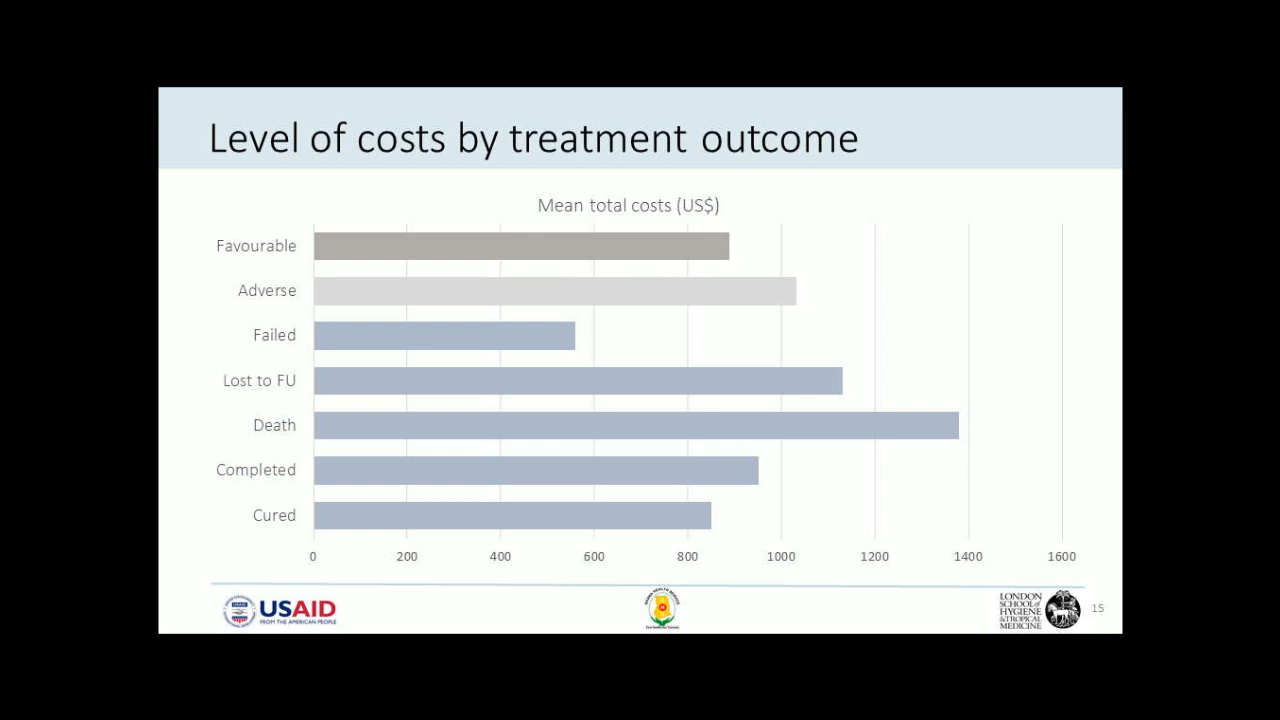 Level of costs by treatment outcome
Mean total costs (US$)
Favourable
Adverse
Failed
Lost to FU
Death
Completed
Cured
0 200 400 600 800 1000 1200 1400 1600
USAID
FROM THE AMERICAN PEOPLE
LONDON
SCHOOL of
HYGIENE
& TROPICAL
MEDICINE
15